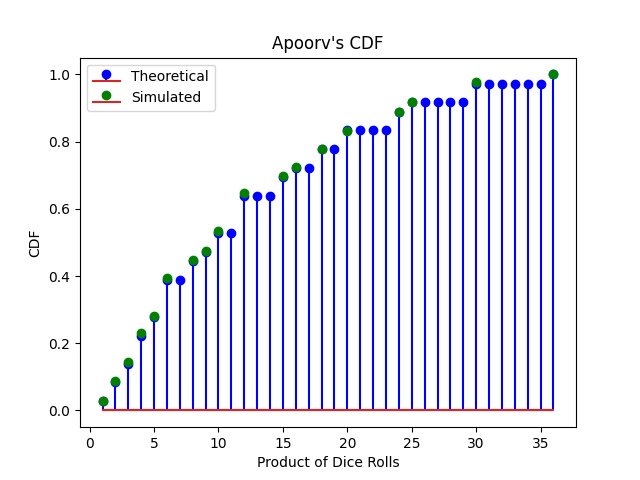 Apoorv's CDF
Theoretical
Simulated
1.0
0.8
0.6
0.4
0.2
0.0
CDF
0 5 10 15 20 25 30 35
Product of Dice Rolls